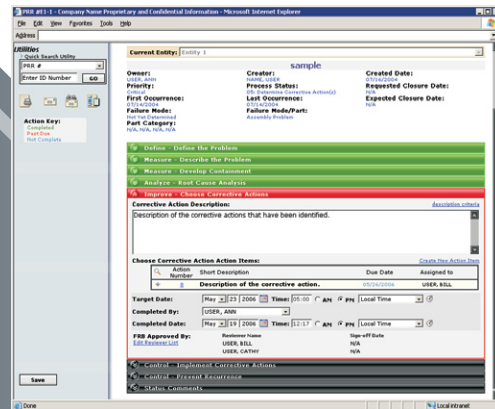 PRR #E1-1 - Company Name Proprietary and Confidential Information - Microsoft Internet Explorer
File Edit View Favorites Tools Help
Address
Utilities
Quick Search Utility
PRR #
Enter ID Number GO
Action Key:
Completed
Past Due
Not Complete
Save
Current Entity: Entity 1
sample
Owner: Creator: Created Date:
USER, ANN NAME, USER 07/16/2004
Priority: Process Status: Requested Closure Date:
Critical 05: Determine Corrective Action(s) N/A
First Occurrence: Last Occurrence: Expected Closure Date:
07/14/2004 07/14/2004 N/A
Failure Mode: Failure Mode/Part:
Not Yet Determined Assembly Problem
Part Category:
N/A, N/A, N/A, N/A
Define - Define the Problem
Measure - Describe the Problem
Measure - Develop Containment
Analyze - Root Cause Analysis
Improve - Choose Corrective Actions
Corrective Action Description: description criteria
Description of the corrective actions that have been identified.
Choose Corrective Action Action Items: Create New Action Item
Action Number Short Description Due Date Assigned to
8 Description of the corrective action. 05/26/2006 USER, BILL
Target Date: May 23 2006 Time: 05:00 AM PM Local Time
Completed By: USER, ANN
Completed Date: May 19 2006 Time: 12:17 AM PM Local Time
FRB Approved By: Reviewer Name Sign-off Date
Edit Reviewer List USER, BILL N/A
USER, CATHY N/A
Control - Implement Corrective Actions
Control - Prevent Recurrence
Status Comments
Done Local intranet